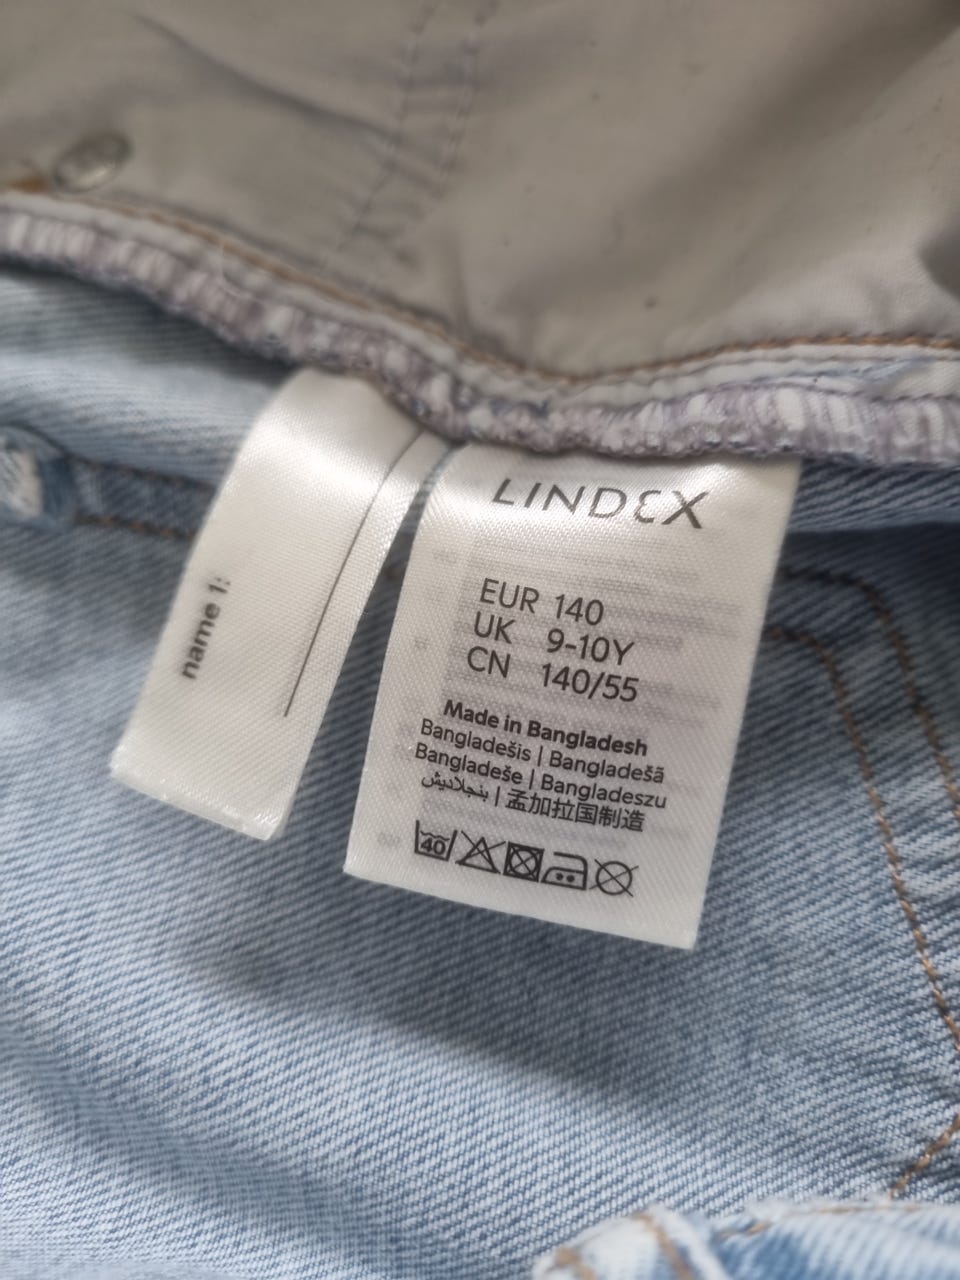 name 1:
LINDEX
EUR 140
UK 9-10Y
CN 140/55
Made in Bangladesh
Bangladešis | Bangladešā
Bangladeše | Bangladeszu
بنجلاديش | 孟加拉国制造
40